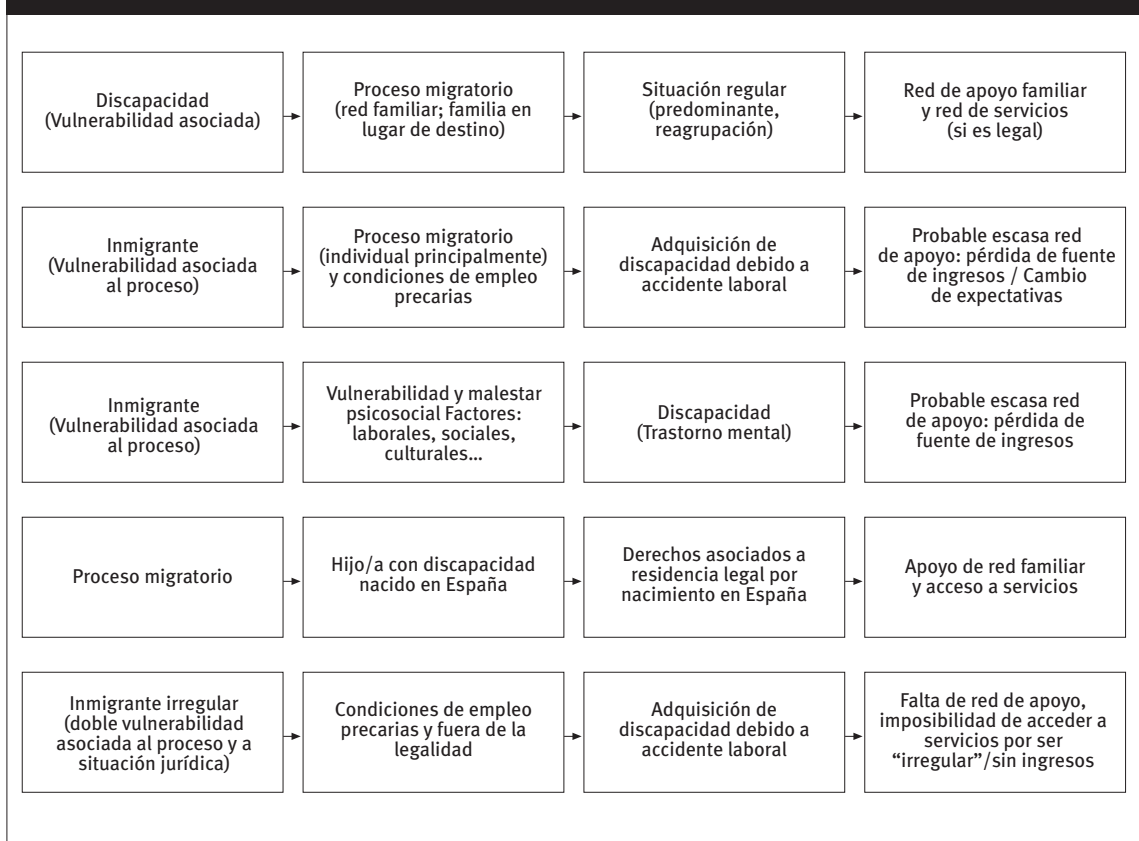 Discapacidad
(Vulnerabilidad asociada)
Proceso migratorio
(red familiar; familia en
lugar de destino)
Situación regular
(predominante,
reagrupación)
Red de apoyo familiar
y red de servicios
(si es legal)
Inmigrante
(Vulnerabilidad asociada
al proceso)
Proceso migratorio
(individual principalmente)
y condiciones de empleo
precarias
Adquisición de
discapacidad debido a
accidente laboral
Probable escasa red
de apoyo: pérdida de fuente
de ingresos / Cambio
de expectativas
Inmigrante
(Vulnerabilidad asociada
al proceso)
Vulnerabilidad y malestar
psicosocial Factores:
laborales, sociales,
culturales...
Discapacidad
(Trastorno mental)
Probable escasa red
de apoyo: pérdida de
fuente de ingresos
Proceso migratorio
Hijo/a con discapacidad
nacido en España
Derechos asociados a
residencia legal por
nacimiento en España
Apoyo de red familiar
y acceso a servicios
Inmigrante irregular
(doble vulnerabilidad
asociada al proceso y a
situación jurídica)
Condiciones de empleo
precarias y fuera de la
legalidad
Adquisición de
discapacidad debido a
accidente laboral
Falta de red de apoyo,
imposibilidad de acceder a
servicios por ser
“irregular”/sin ingresos